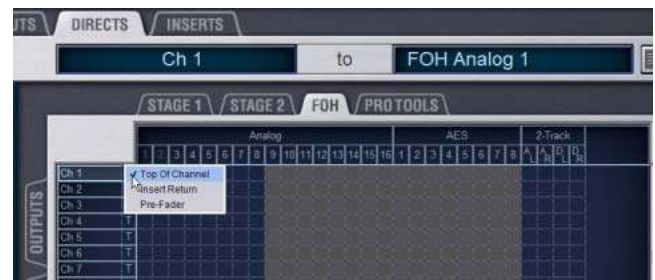 UTS DIRECTS INSERTS
Ch 1 to FOH Analog 1
STAGE 1 STAGE 2 FOH PRO TOOLS
Analog AES 2-Track
1 2 3 4 5 6 7 8 9 10 11 12 13 14 15 16 1 2 3 4 5 6 7 8 A L A R D L D R
Ch 1 ✓ Top Of Channel
Ch 2 Insert Return
Ch 3 Pre-Fader
Ch 4 T
Ch 5 T
Ch 6 T
Ch 7 T
OUTPUTS